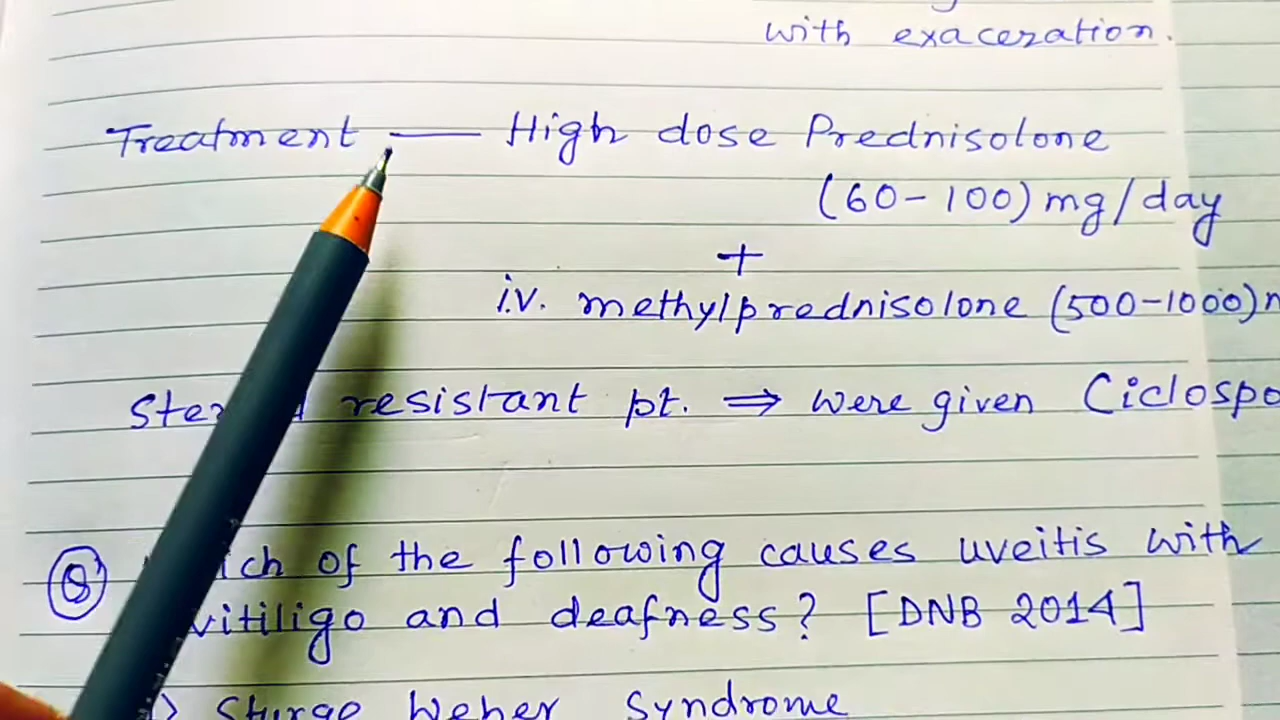 with exacezation.
Treatment — High dose Prednisolone
(60-100) mg/day
+
i.v. methylprednisolone (500-1000)
resistant pt. ⇒ were given Ciclospo
Q of the following causes uveitis with
vitiligo and deafness? [DNB 2014]
Sturge Weber Syndrome